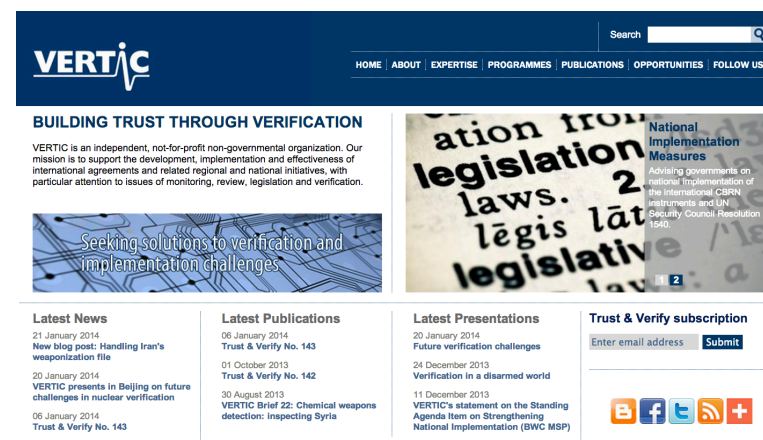 Search
VERTIC
HOME ABOUT EXPERTISE PROGRAMMES PUBLICATIONS OPPORTUNITIES FOLLOW US
BUILDING TRUST THROUGH VERIFICATION
VERTIC is an independent, not-for-profit non-governmental organization. Our
mission is to support the development, implementation and effectiveness of
international agreements and related regional and national initiatives, with
particular attention to issues of monitoring, review, legislation and verification.
Seeking solutions to verification and
implementation challenges
ation from
legislation
laws. 2
lēgis lāt
legislativ
National
Implementation
Measures
Advising governments on
national implementation of
the international CBRN
instruments and UN
Security Council Resolution
1540.
1 2
Latest News
21 January 2014
New blog post: Handling Iran's
weaponization file
20 January 2014
VERTIC presents in Beijing on future
challenges in nuclear verification
06 January 2014
Trust & Verify No. 143
Latest Publications
06 January 2014
Trust & Verify No. 143
01 October 2013
Trust & Verify No. 142
30 August 2013
VERTIC Brief 22: Chemical weapons
detection: inspecting Syria
Latest Presentations
20 January 2014
Future verification challenges
24 December 2013
Verification in a disarmed world
11 December 2013
VERTIC's statement on the Standing
Agenda Item on Strengthening
National Implementation (BWC MSP)
Trust & Verify subscription
Enter email address Submit